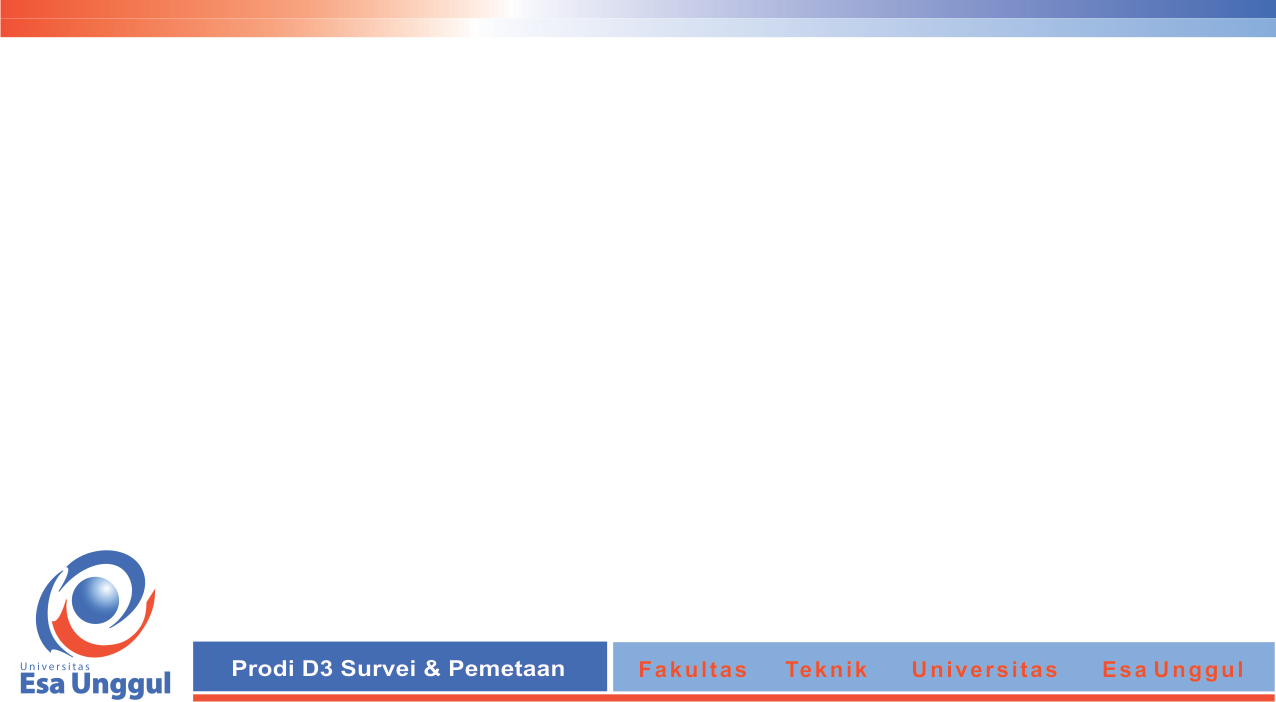 Universitas
Esa Unggul
Prodi D3 Survei & Pemetaan
Fakultas Teknik Universitas Esa Unggul